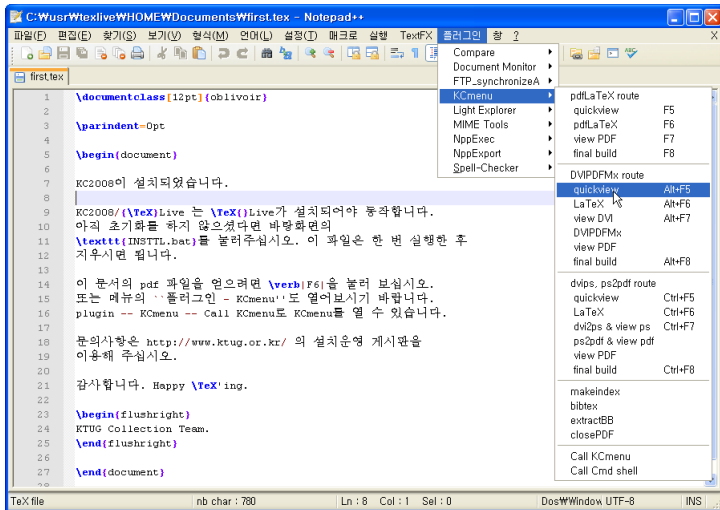 C:₩usr₩texlive₩HOME₩Documents₩first.tex - Notepad++
파일(F) 편집(E) 찾기(S) 보기(V) 형식(M) 언어(L) 설정(T) 매크로 실행 TextFX 플러그인 창 ? X
first.tex
1 \documentclass[12pt]{oblivoir}
2
3 \parindent=0pt
4
5 \begin{document}
6
7 KC2008이 설치되었습니다.
8
9 KC2008/{\TeX}Live 는 \TeX{}Live가 설치되어야 동작합니다.
10 아직 초기화를 하지 않으셨다면 바탕화면의
11 \texttt{INSTTL.bat}를 눌러주십시오. 이 파일은 한 번 실행한 후
12 지우시면 됩니다.
13
14 이 문서의 pdf 파일을 얻으려면 \verb|F6|을 눌러 보십시오.
15 또는 메뉴의 ``플러그인 - KCmenu''도 열어보시기 바랍니다.
16 plugin -- KCmenu -- Call KCmenu로 KCmenu를 열 수 있습니다.
17
18 문의사항은 http://www.ktug.or.kr/ 의 설치운영 게시판을
19 이용해 주십시오.
20
21 감사합니다. Happy \TeX'ing.
22
23 \begin{flushright}
24 KTUG Collection Team.
25 \end{flushright}
26
27 \end{document}
28
Compare
Document Monitor
FTP_synchronizeA
KCmenu
Light Explorer
MIME Tools
NppExec
NppExport
Spell-Checker
pdfLaTeX route
quickview F5
pdfLaTeX F6
view PDF F7
final build F8
DVIPDFMx route
quickview Alt+F5
LaTeX Alt+F6
view DVI Alt+F7
DVIPDFMx
view PDF
final build Alt+F8
dvips, ps2pdf route
quickview Ctrl+F5
LaTeX Ctrl+F6
dvi2ps & view ps Ctrl+F7
ps2pdf & view pdf
view PDF
final build Ctrl+F8
makeindex
bibtex
extractBB
closePDF
Call KCmenu
Call Cmd shell
TeX file nb char : 780 Ln : 8 Col : 1 Sel : 0 Dos₩Window UTF-8 INS